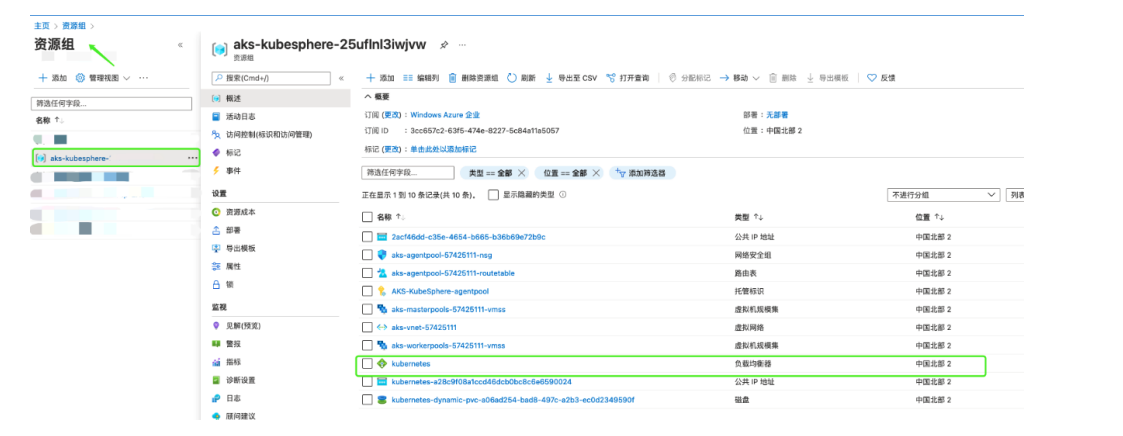 主页 > 资源组 >
资源组
«
+ 添加 管理视图 ···
筛选任何字段...
名称 ↑
aks-kubesphere-
···
aks-kubesphere-25uflnl3iwjvw
···
资源组
搜索(Cmd+/)
«
概述
活动日志
访问控制(标识和访问管理)
标记
事件
设置
资源成本
部署
导出模板
属性
锁
监视
见解(预览)
警报
指标
诊断设置
日志
顾问建议
+ 添加 编辑列 删除资源组 刷新 导出至 CSV 打开查询 分配标记 移动 删除 导出模板 反馈
概要
订阅 (更改) : Windows Azure 企业
部署 : 无部署
订阅 ID : 3cc657c2-63f5-474e-8227-5c84a11a5057
位置 : 中国北部 2
标记 (更改) : 单击此处以添加标记
筛选任何字段... 类型 == 全部 位置 == 全部 添加筛选器
正在显示 1 到 10 条记录(共 10 条)。 显示隐藏的类型
不进行分组
名称 ↑ 类型 ↑↓ 位置 ↑↓
2acf46dd-c35e-4654-b665-b36b69e72b9c 公共 IP 地址 中国北部 2
aks-agentpool-57425111-nsg 网络安全组 中国北部 2
aks-agentpool-57425111-routetable 路由表 中国北部 2
AKS-KubeSphere-agentpool 托管标识 中国北部 2
aks-masterpools-57425111-vmss 虚拟机规模集 中国北部 2
aks-vnet-57425111 虚拟网络 中国北部 2
aks-workerpools-57425111-vmss 虚拟机规模集 中国北部 2
kubernetes 负载均衡器 中国北部 2
kubernetes-a28c9f08a1ccd46dcb0bc8c6e6590024 公共 IP 地址 中国北部 2
kubernetes-dynamic-pvc-a06ad254-bad8-497c-a2b3-ec0d2349590f 磁盘 中国北部 2